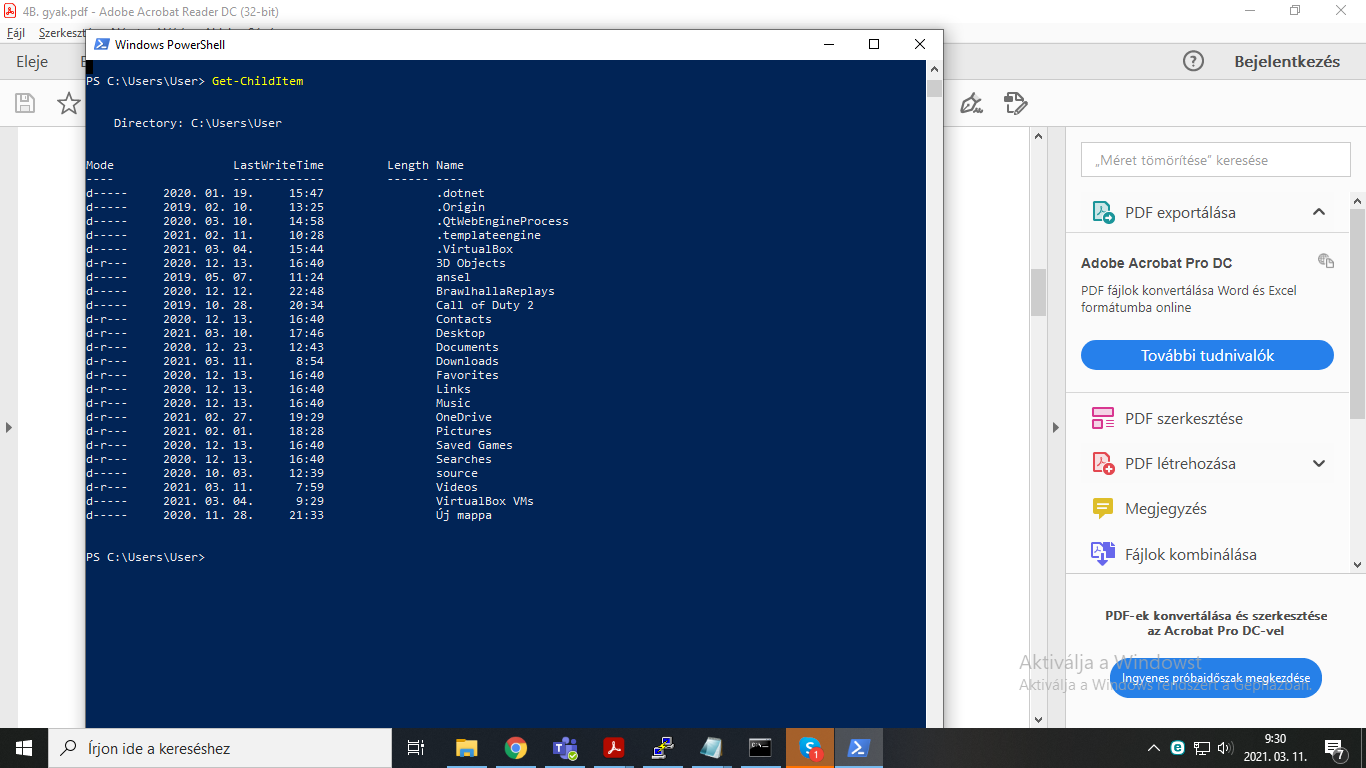 4B. gyak.pdf - Adobe Acrobat Reader DC (32-bit)
Fájl
Windows PowerShell
Eleje
Bejelentkezés
PS C:\Users\User> Get-ChildItem
Directory: C:\Users\User
Mode LastWriteTime Length Name
---- ------------- ------ ----
d----- 2020. 01. 19. 15:47 .dotnet
d----- 2019. 02. 10. 13:25 .Origin
d----- 2020. 03. 10. 14:58 .QtWebEngineProcess
d----- 2021. 02. 11. 10:28 .templateengine
d----- 2021. 03. 04. 15:44 .VirtualBox
d-r--- 2020. 12. 13. 16:40 3D Objects
d----- 2019. 05. 07. 11:24 ansel
d----- 2020. 12. 12. 22:48 BrawlhallaReplays
d----- 2019. 10. 28. 20:34 Call of Duty 2
d-r--- 2020. 12. 13. 16:40 Contacts
d-r--- 2021. 03. 10. 17:46 Desktop
d-r--- 2020. 12. 23. 12:43 Documents
d-r--- 2021. 03. 11. 8:54 Downloads
d-r--- 2020. 12. 13. 16:40 Favorites
d-r--- 2020. 12. 13. 16:40 Links
d-r--- 2020. 12. 13. 16:40 Music
d-r--- 2021. 02. 27. 19:29 OneDrive
d-r--- 2021. 02. 01. 18:28 Pictures
d-r--- 2020. 12. 13. 16:40 Saved Games
d-r--- 2020. 12. 13. 16:40 Searches
d----- 2020. 10. 03. 12:39 source
d-r--- 2021. 03. 11. 7:59 Videos
d----- 2021. 03. 04. 9:29 VirtualBox VMs
d----- 2020. 11. 28. 21:33 Új mappa
PS C:\Users\User>
„Méret tömörítése” keresése
PDF exportálása
Adobe Acrobat Pro DC
PDF fájlok konvertálása Word és Excel
formátumba online
További tudnivalók
PDF szerkesztése
PDF létrehozása
Megjegyzés
Fájlok kombinálása
PDF-ek konvertálása és szerkesztése
az Acrobat Pro DC-vel
Aktiválja a Windowst
Ingyenes próbaidőszak megkezdése
Aktiválja a Windows rendszert a Gépházban.
Írjon ide a kereséshez
1
9:30
2021. 03. 11.
7